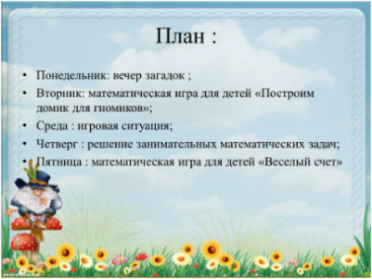 План :
• Понедельник: вечер загадок ;
• Вторник: математическая игра для детей «Построим
домик для гномиков»;
• Среда : игровая ситуация;
• Четверг : решение занимательных математических задач;
• Пятница : математическая игра для детей «Веселый счет»